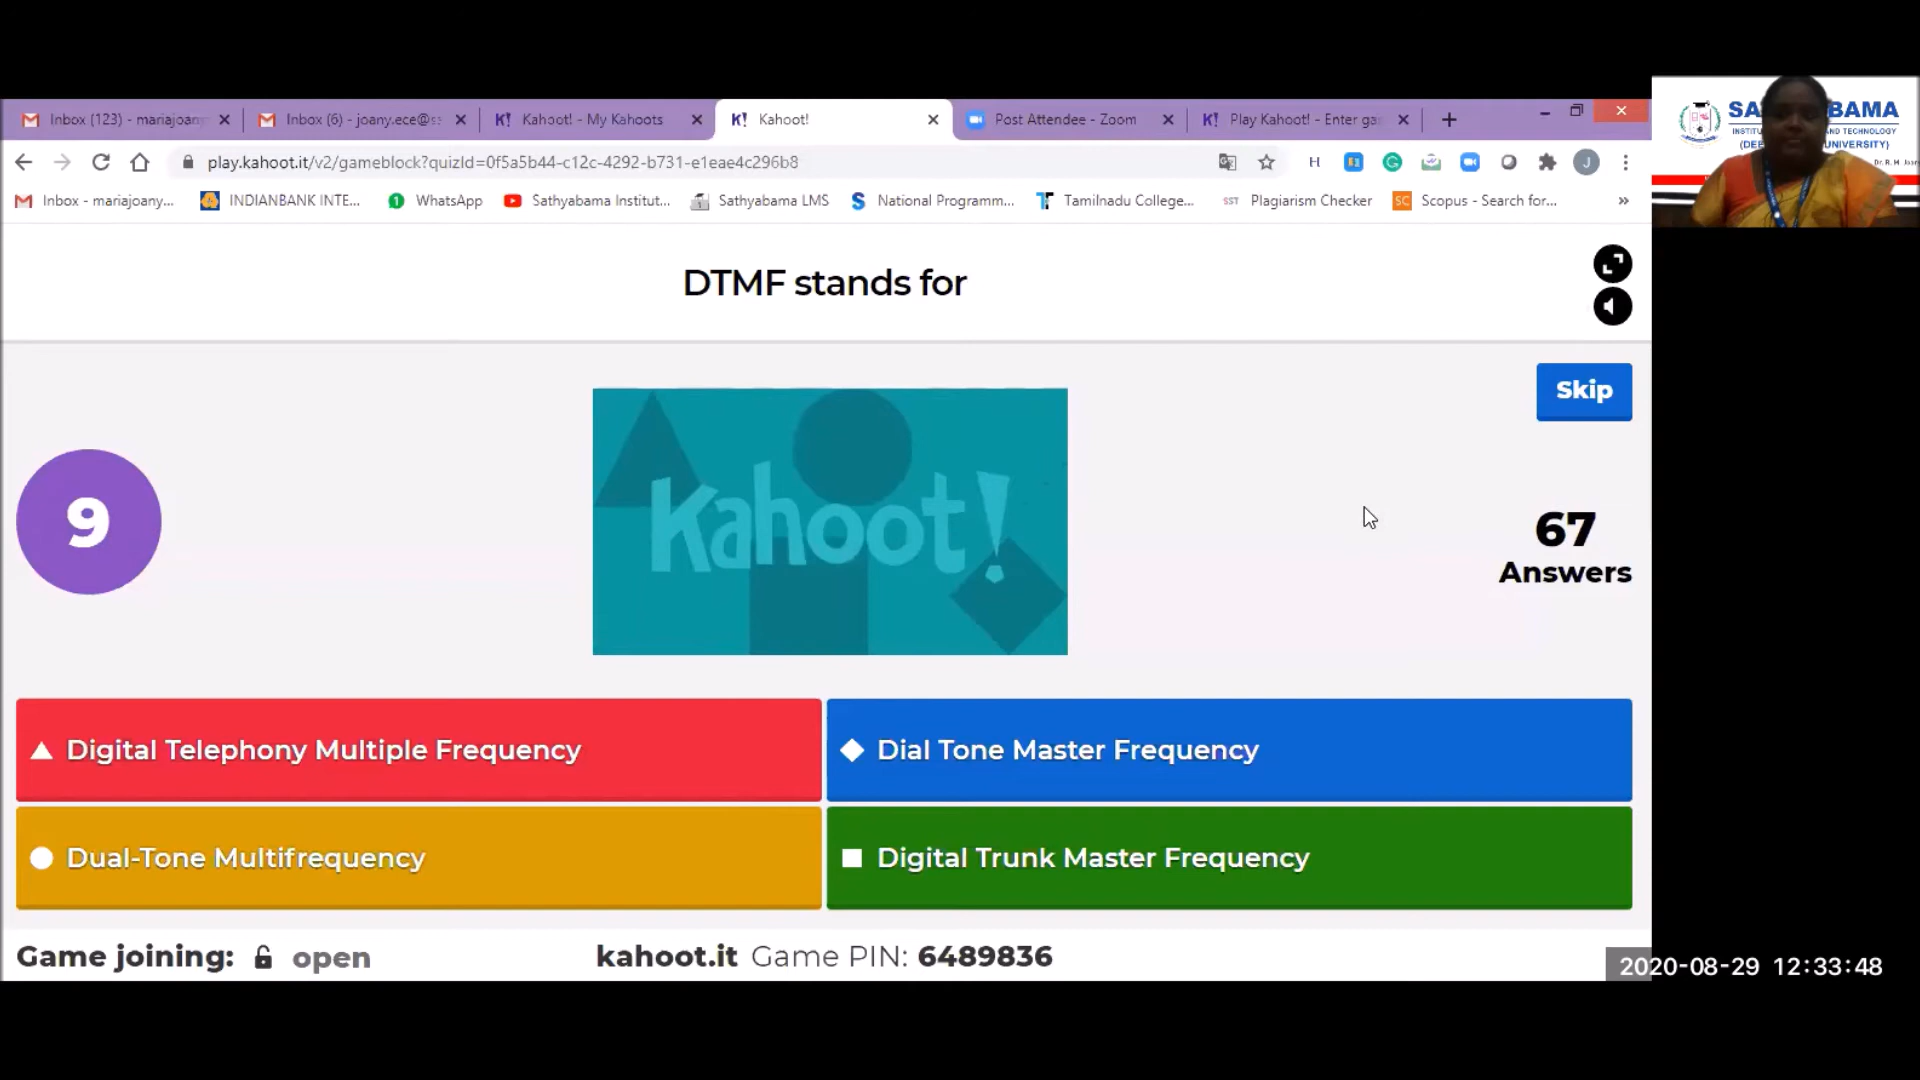 Inbox (123) - mariajoany
Inbox (6) - joany.ece@s
Kahoot! - My Kahoots
Kahoot!
Post Attendee - Zoom
Play Kahoot! - Enter ga
play.kahoot.it/v2/gameblock?quizId=0f5a5b44-c12c-4292-b731-e1eae4c296b8
Inbox - mariajoany...
INDIANBANK INTE...
WhatsApp
Sathyabama Institut...
Sathyabama LMS
National Programm...
Tamilnadu College...
SST Plagiarism Checker
SC Scopus - Search for...
»
DTMF stands for
Skip
9
Kahoot!
67
Answers
Digital Telephony Multiple Frequency
Dial Tone Master Frequency
Dual-Tone Multifrequency
Digital Trunk Master Frequency
Game joining: open
kahoot.it Game PIN: 6489836
2020-08-29 12:33:48